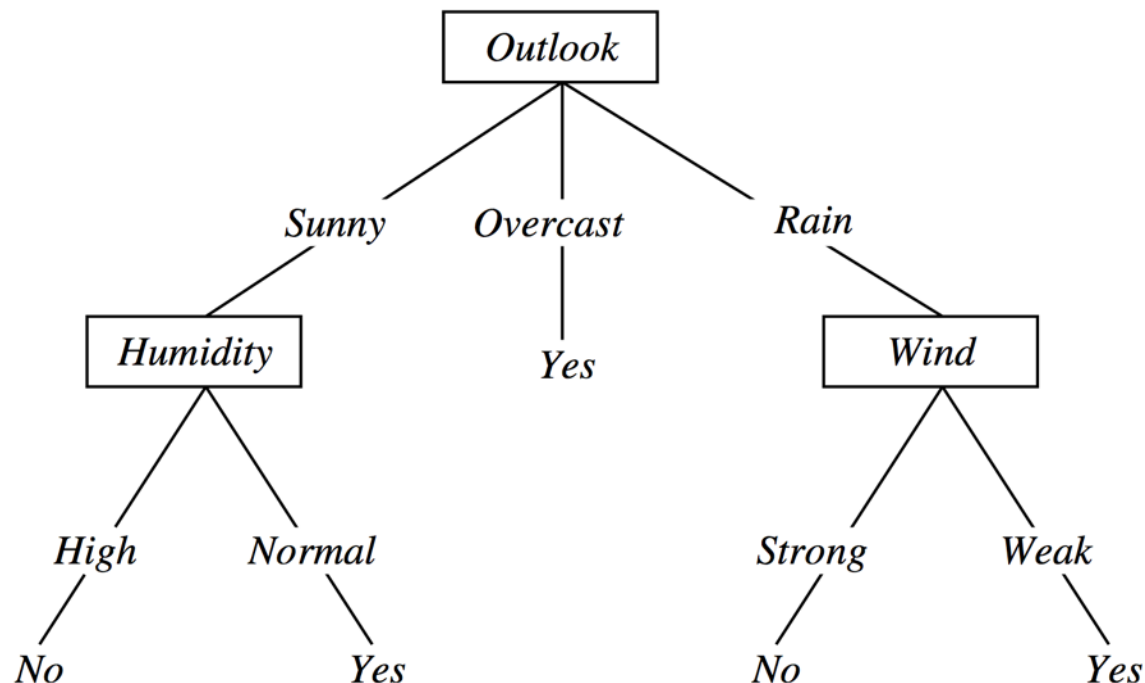 Outlook
Sunny Overcast Rain
Humidity Yes Wind
High Normal Strong Weak
No Yes No Yes